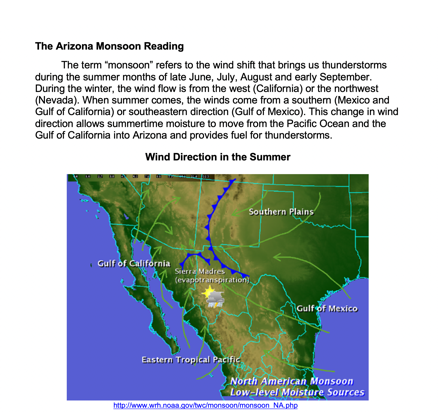 The Arizona Monsoon Reading
The term “monsoon” refers to the wind shift that brings us thunderstorms
during the summer months of late June, July, August and early September.
During the winter, the wind flow is from the west (California) or the northwest
(Nevada). When summer comes, the winds come from a southern (Mexico and
Gulf of California) or southeastern direction (Gulf of Mexico). This change in wind
direction allows summertime moisture to move from the Pacific Ocean and the
Gulf of California into Arizona and provides fuel for thunderstorms.
Wind Direction in the Summer
Southern Plains
Gulf of California
Sierra Madres
(evapotranspiration)
Gulf of Mexico
Eastern Tropical Pacific
North American Monsoon
Low-level Moisture Sources
http://www.wrh.noaa.gov/twc/monsoon/monsoon_NA.php